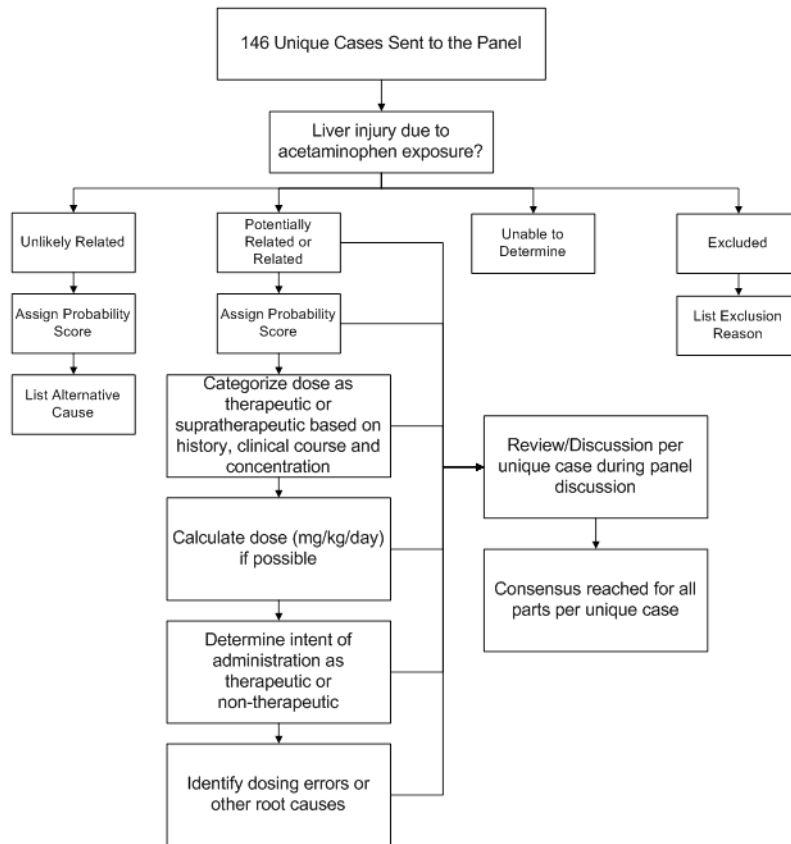 146 Unique Cases Sent to the Panel
Liver injury due to
acetaminophen exposure?
Unlikely Related
Potentially
Related or
Related
Unable to
Determine
Excluded
Assign Probability
Score
Assign Probability
Score
List Exclusion
Reason
List Alternative
Cause
Categorize dose as
therapeutic or
supratherapeutic based on
history, clinical course and
concentration
Review/Discussion per
unique case during panel
discussion
Calculate dose (mg/kg/day)
if possible
Consensus reached for all
parts per unique case
Determine intent of
administration as
therapeutic or
non-therapeutic
Identify dosing errors or
other root causes